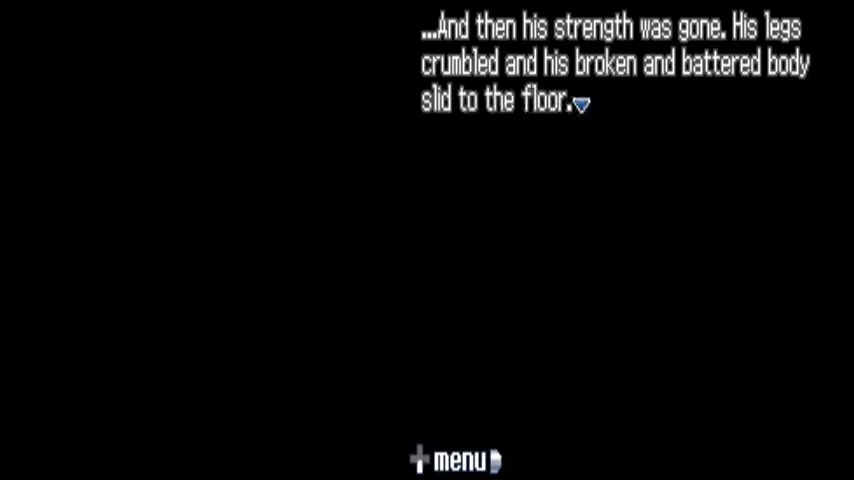 ...And then his strength was gone. His legs
crumbled and his broken and battered body
slid to the floor.
menu